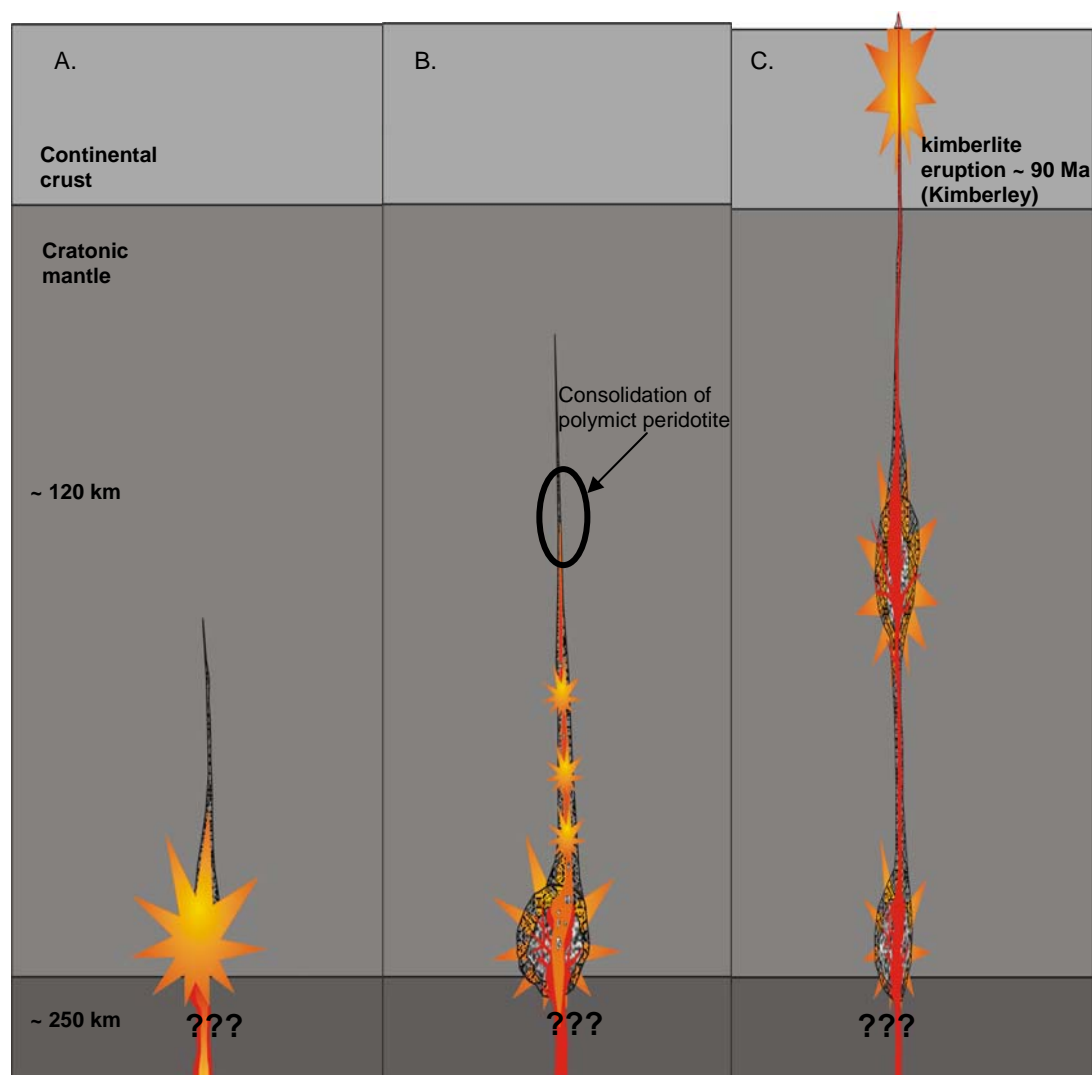 A.
Continental
crust
Cratonic
mantle
~ 120 km
~ 250 km
???
B.
Consolidation of
polymict peridotite
???
C.
kimberlite
eruption ~ 90 Ma
(Kimberley)
???